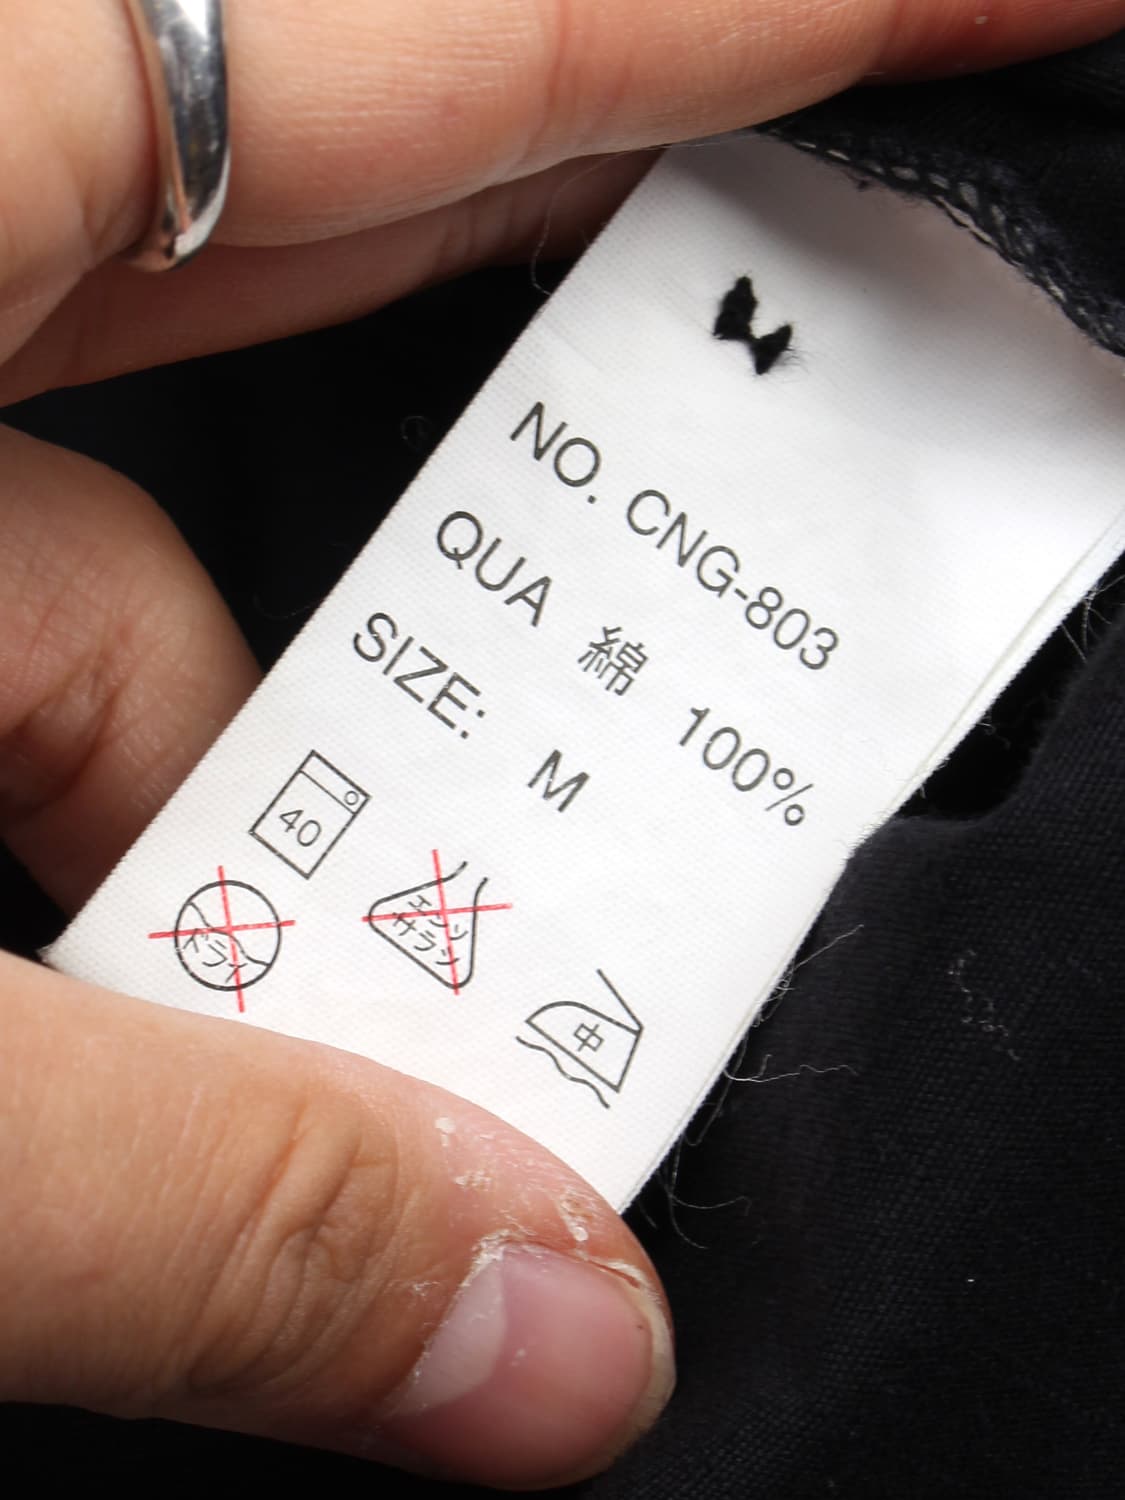 NO. CNG-803
QUA 綿 100%
SIZE: M
40
ドライ
エンソ
サラシ
中